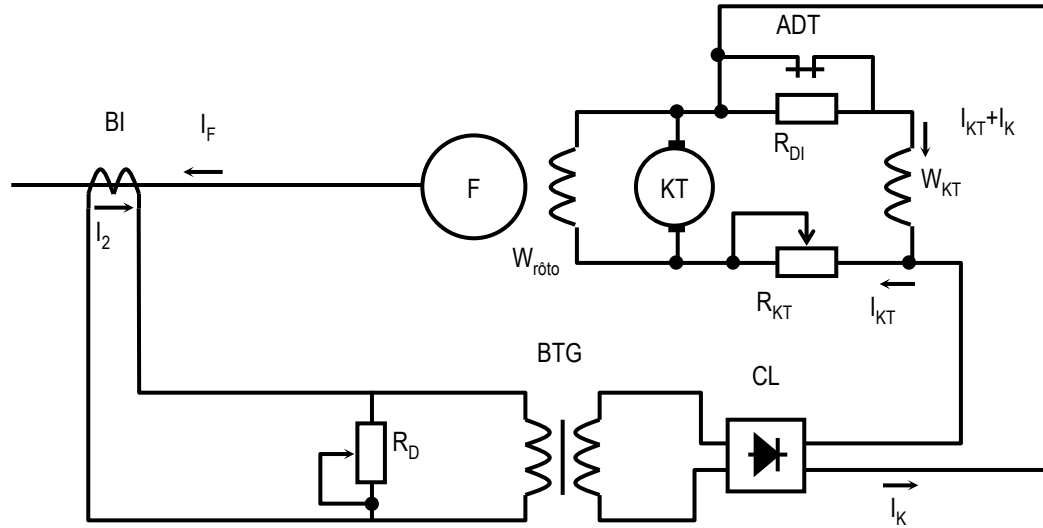 ADT
BI
I_F
I_KT+I_K
R_DI
F
KT
W_KT
I_2
W_rôto
R_KT
I_KT
BTG
CL
R_D
I_K